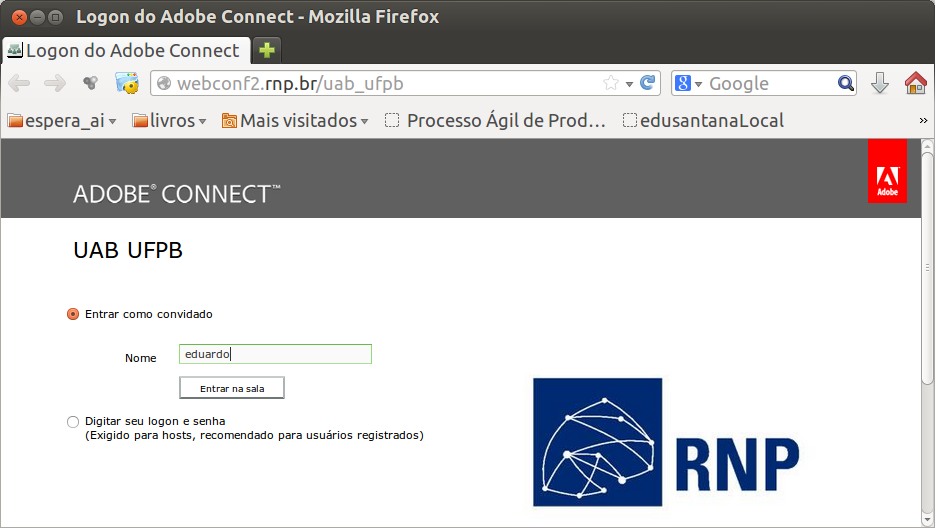 Logon do Adobe Connect - Mozilla Firefox
Logon do Adobe Connect
webconf2.rnp.br/uab_ufpb
Google
espera_ai livros Mais visitados Processo Ágil de Prod... edusantanaLocal »
ADOBE® CONNECT™
Adobe
UAB UFPB
Entrar como convidado
Nome eduardo
Entrar na sala
Digitar seu logon e senha
(Exigido para hosts, recomendado para usuários registrados)
RNP